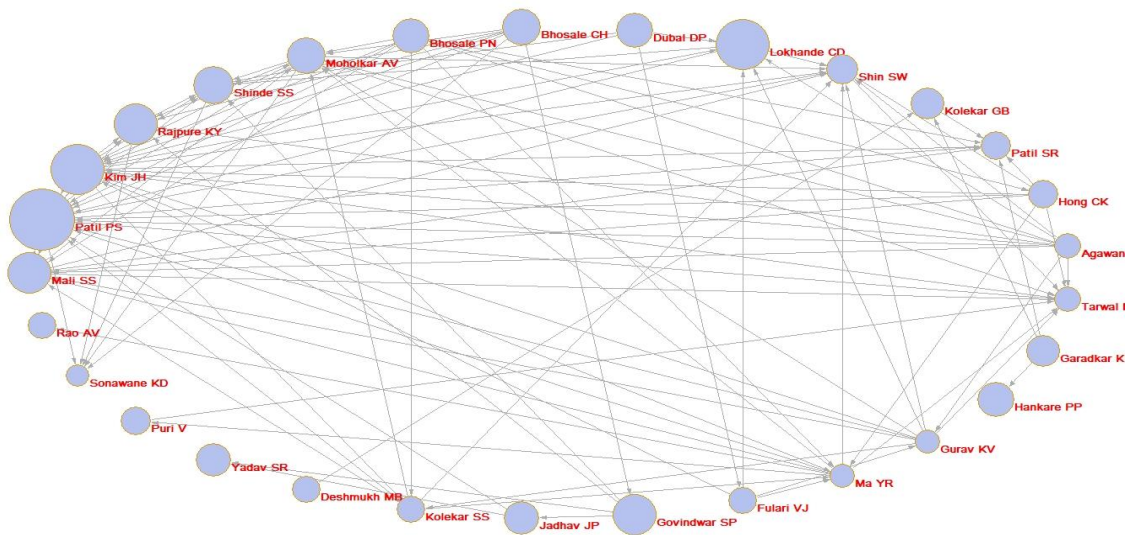 Bhosale CH
Dubal DP
Bhosale PN
Lokhande CD
Moholkar AV
Shin SW
Shinde SS
Kolekar GB
Rajpure KY
Patil SR
Kim JH
Hong CK
Patil PS
Agawan
Mali SS
Tarwal
Rao AV
Garadkar K
Sonawane KD
Hankare PP
Puri V
Gurav KV
Yadav SR
Ma YR
Deshmukh MB
Kolekar SS
Jadhav JP
Govindwar SP
Fulari VJ